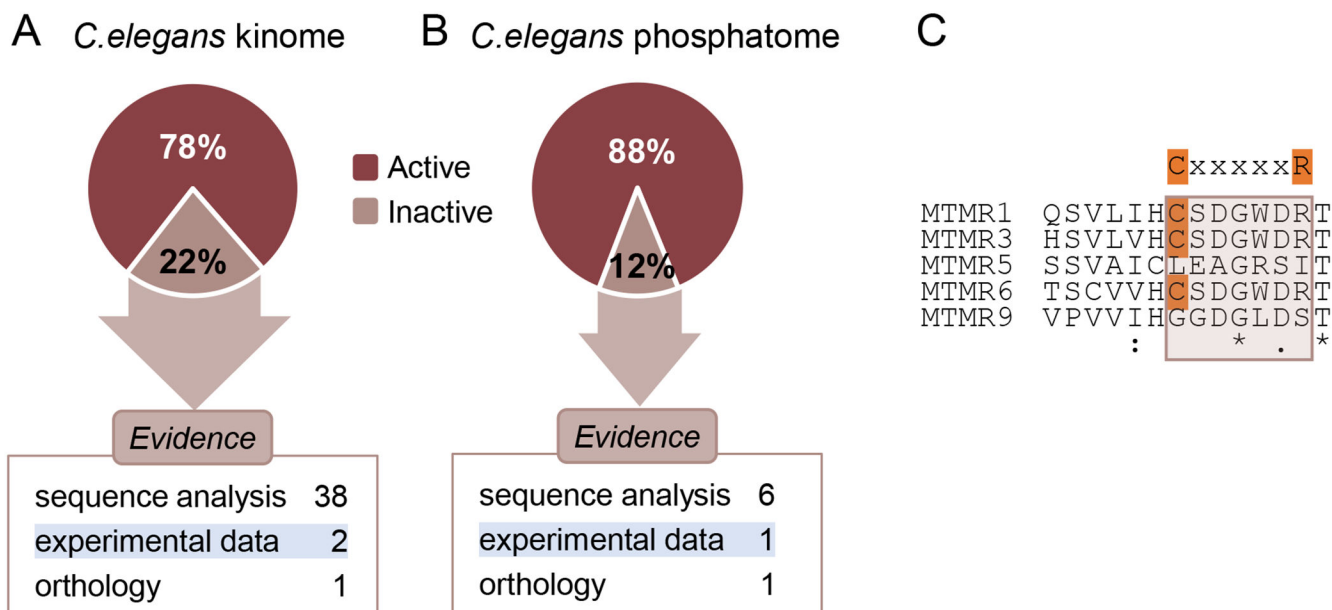 A C.elegans kinome
78%
22%
Active
Inactive
Evidence
sequence analysis 38
experimental data 2
orthology 1
B C.elegans phosphatome
88%
12%
Evidence
sequence analysis 6
experimental data 1
orthology 1
C
CxxxxxR
MTMR1 QSVLIHCSDGWDRT
MTMR3 HSVLVHCSDGWDRT
MTMR5 SSVAICLEAGRSIT
MTMR6 TSCVVHCSDGWDRT
MTMR9 VPVVIHGGDGLDST
: * . *